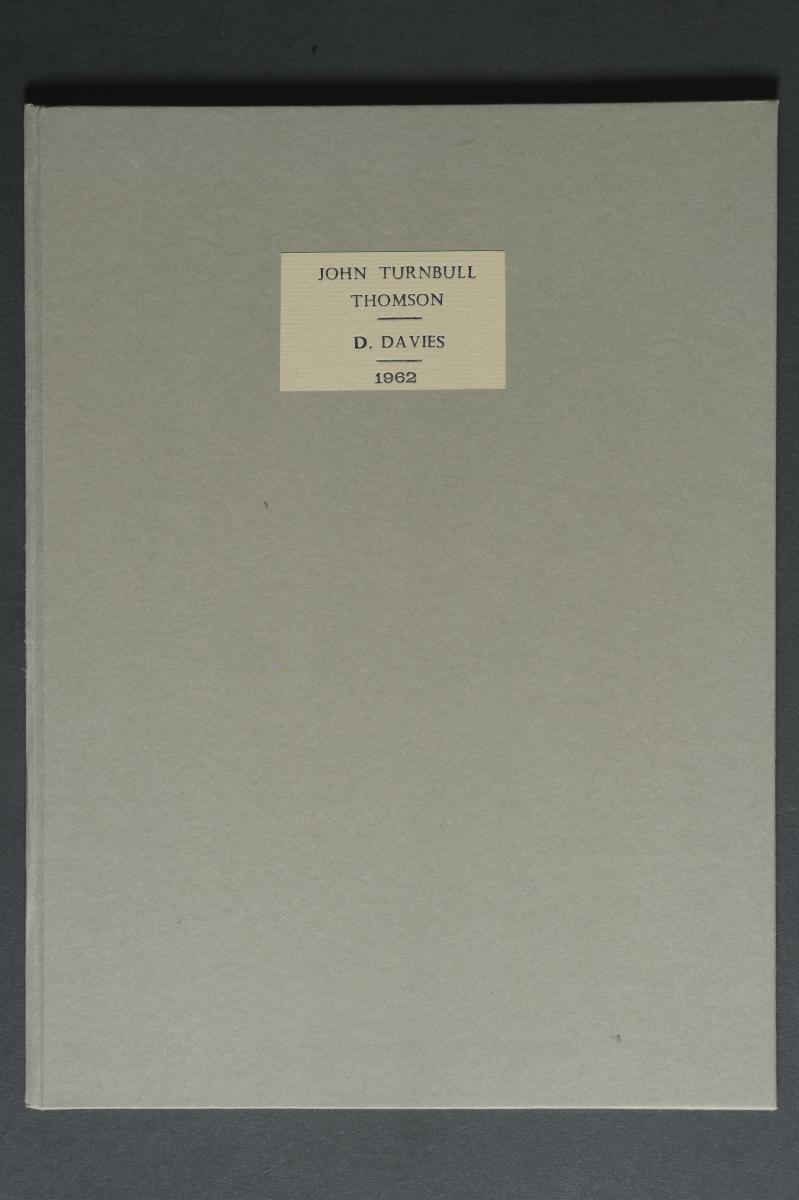 JOHN TURNBULL
THOMSON
D. DAVIES
1962